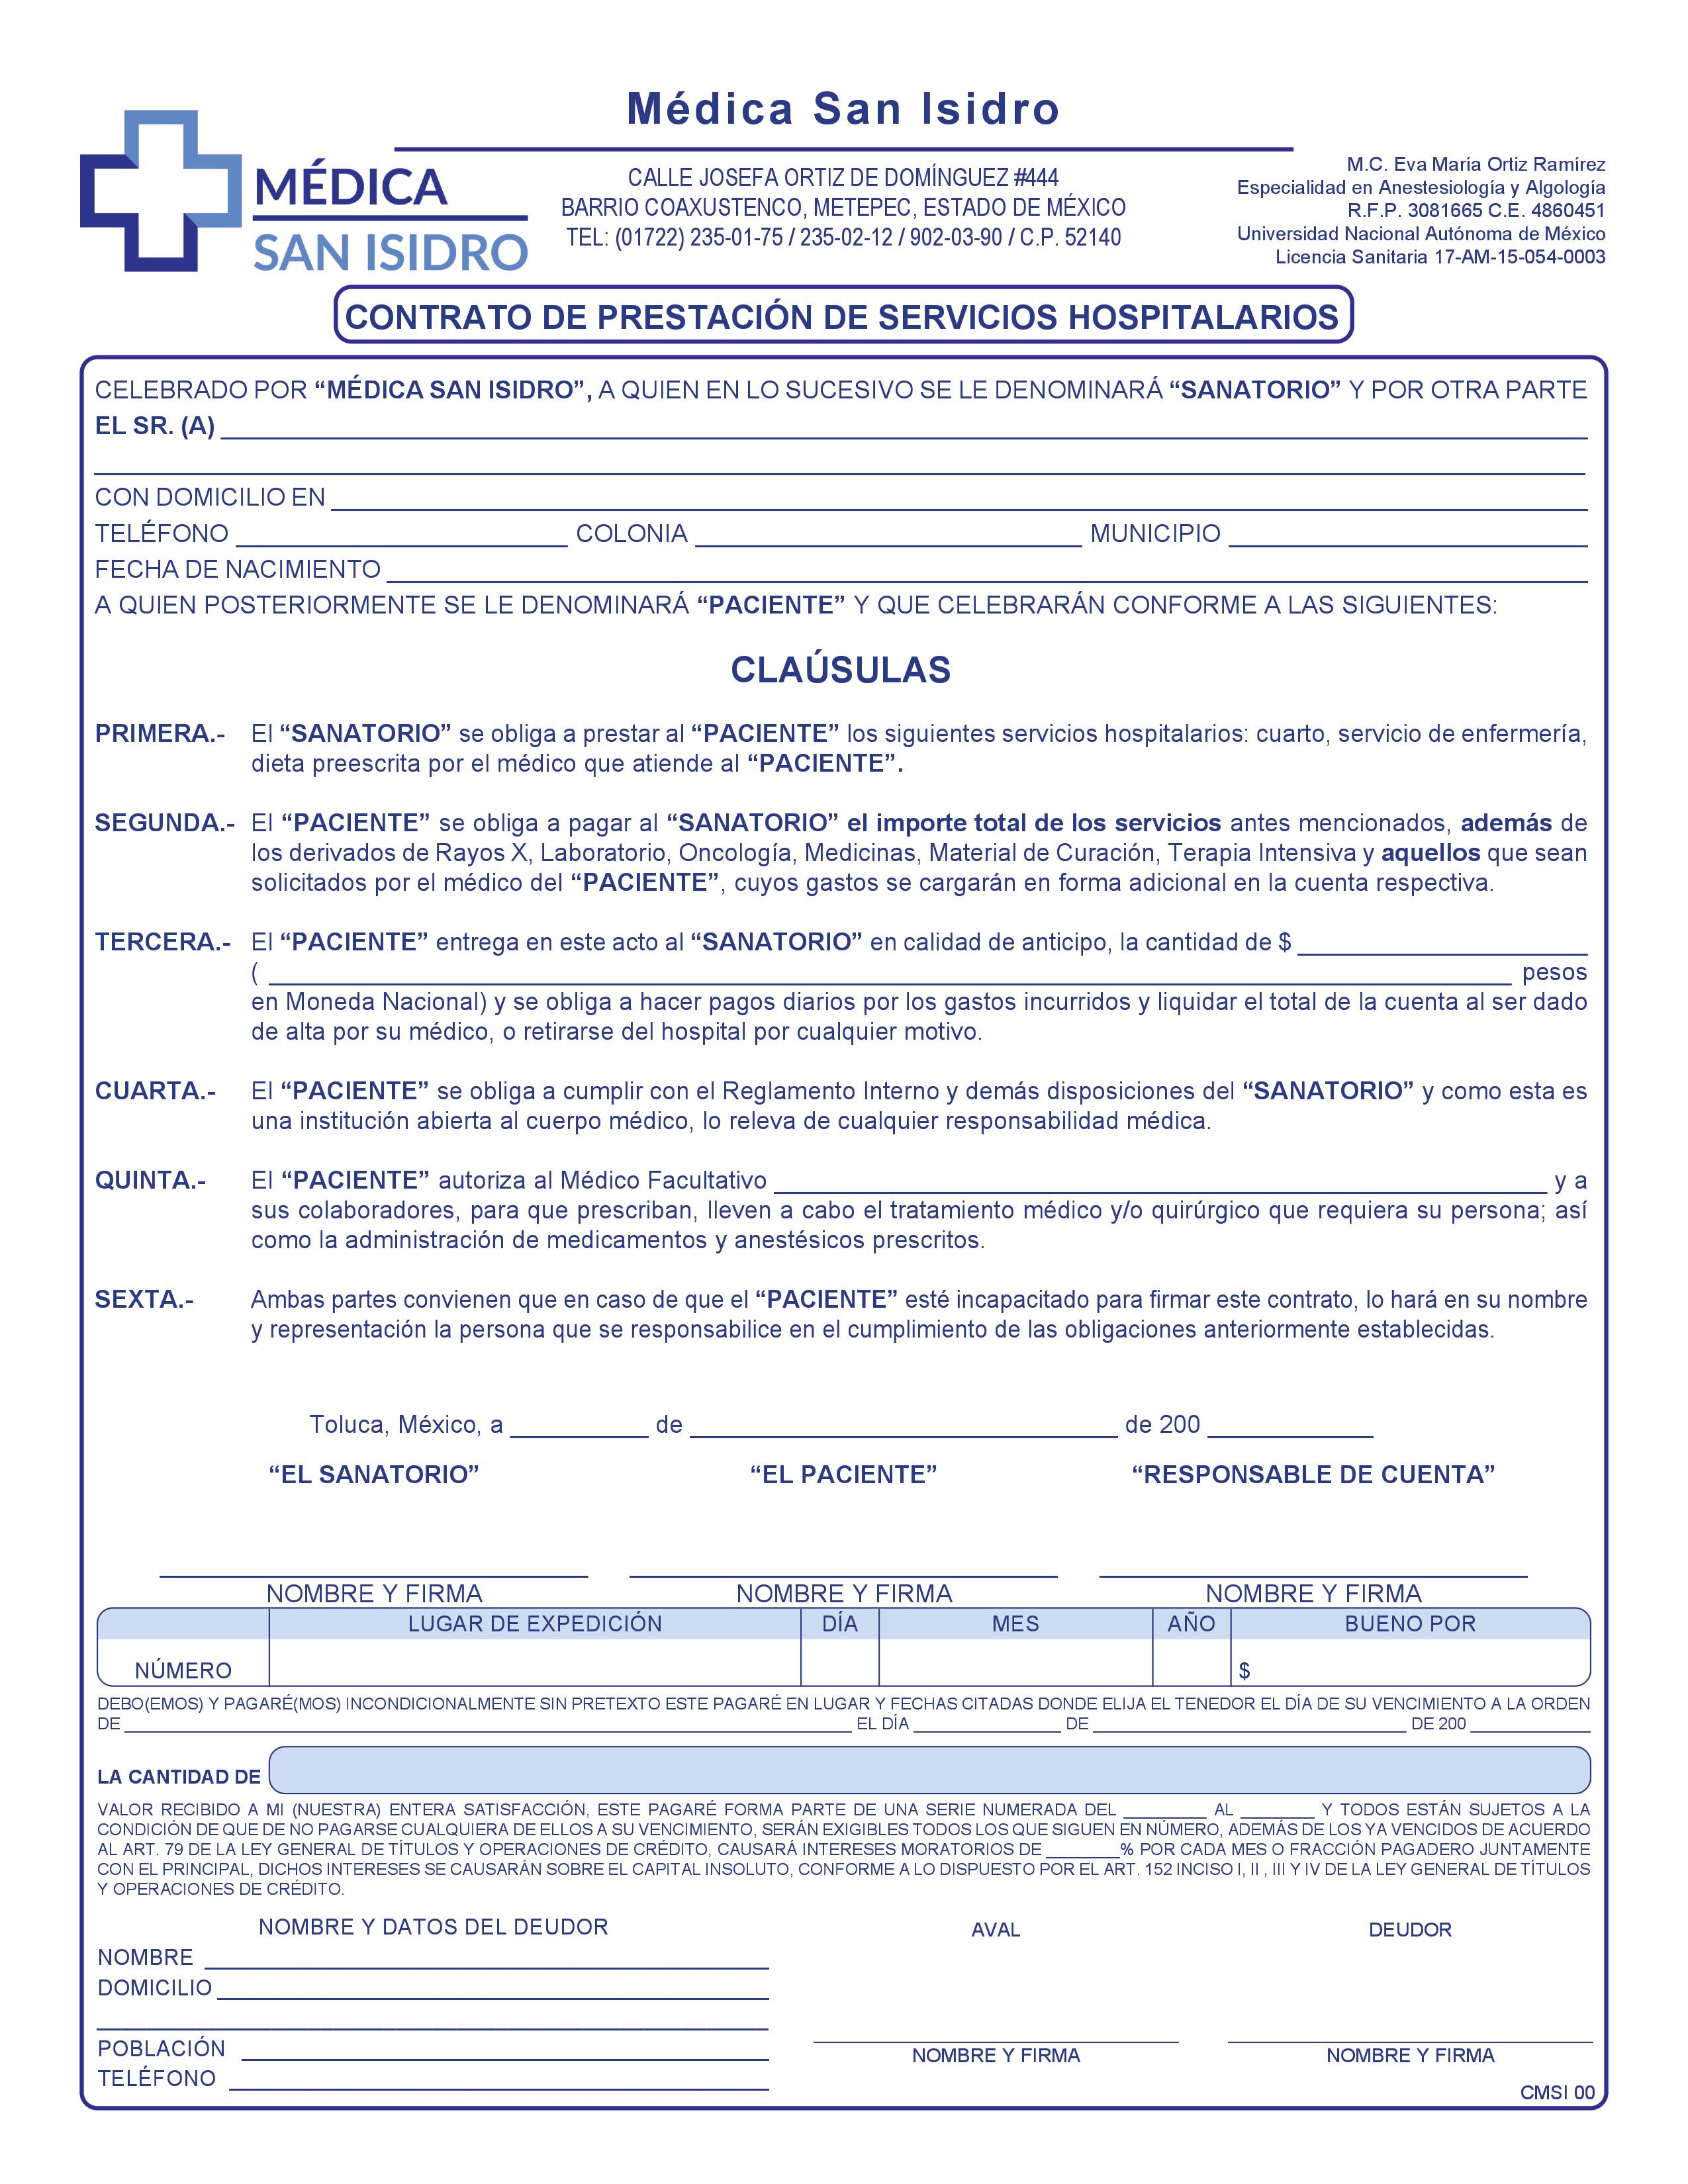 Médica San Isidro
MÉDICA
SAN ISIDRO
CALLE JOSEFA ORTIZ DE DOMÍNGUEZ #444
BARRIO COAXUSTENCO, METEPEC, ESTADO DE MÉXICO
TEL: (01722) 235-01-75 / 235-02-12 / 902-03-90 / C.P. 52140
M.C. Eva María Ortiz Ramírez
Especialidad en Anestesiología y Algología
R.F.P. 3081665 C.E. 4860451
Universidad Nacional Autónoma de México
Licencia Sanitaria 17-AM-15-054-0003
CONTRATO DE PRESTACIÓN DE SERVICIOS HOSPITALARIOS
CELEBRADO POR “MÉDICA SAN ISIDRO”, A QUIEN EN LO SUCESIVO SE LE DENOMINARÁ “SANATORIO” Y POR OTRA PARTE
EL SR. (A)
CON DOMICILIO EN
TELÉFONO COLONIA MUNICIPIO
FECHA DE NACIMIENTO
A QUIEN POSTERIORMENTE SE LE DENOMINARÁ “PACIENTE” Y QUE CELEBRARÁN CONFORME A LAS SIGUIENTES:
CLAÚSULAS
PRIMERA.- El “SANATORIO” se obliga a prestar al “PACIENTE” los siguientes servicios hospitalarios: cuarto, servicio de enfermería,
dieta preescrita por el médico que atiende al “PACIENTE”.
SEGUNDA.- El “PACIENTE” se obliga a pagar al “SANATORIO” el importe total de los servicios antes mencionados, además de
los derivados de Rayos X, Laboratorio, Oncología, Medicinas, Material de Curación, Terapia Intensiva y aquellos que sean
solicitados por el médico del “PACIENTE”, cuyos gastos se cargarán en forma adicional en la cuenta respectiva.
TERCERA.- El “PACIENTE” entrega en este acto al “SANATORIO” en calidad de anticipo, la cantidad de $
( pesos
en Moneda Nacional) y se obliga a hacer pagos diarios por los gastos incurridos y liquidar el total de la cuenta al ser dado
de alta por su médico, o retirarse del hospital por cualquier motivo.
CUARTA.- El “PACIENTE” se obliga a cumplir con el Reglamento Interno y demás disposiciones del “SANATORIO” y como esta es
una institución abierta al cuerpo médico, lo releva de cualquier responsabilidad médica.
QUINTA.- El “PACIENTE” autoriza al Médico Facultativo y a
sus colaboradores, para que prescriban, lleven a cabo el tratamiento médico y/o quirúrgico que requiera su persona; así
como la administración de medicamentos y anestésicos prescritos.
SEXTA.- Ambas partes convienen que en caso de que el “PACIENTE” esté incapacitado para firmar este contrato, lo hará en su nombre
y representación la persona que se responsabilice en el cumplimiento de las obligaciones anteriormente establecidas.
Toluca, México, a de de 200
“EL SANATORIO” “EL PACIENTE” “RESPONSABLE DE CUENTA”
NOMBRE Y FIRMA NOMBRE Y FIRMA NOMBRE Y FIRMA
LUGAR DE EXPEDICIÓN DÍA MES AÑO BUENO POR
NÚMERO $
DEBO(EMOS) Y PAGARÉ(MOS) INCONDICIONALMENTE SIN PRETEXTO ESTE PAGARÉ EN LUGAR Y FECHAS CITADAS DONDE ELIJA EL TENEDOR EL DÍA DE SU VENCIMIENTO A LA ORDEN
DE EL DÍA DE DE 200
LA CANTIDAD DE
VALOR RECIBIDO A MI (NUESTRA) ENTERA SATISFACCIÓN, ESTE PAGARÉ FORMA PARTE DE UNA SERIE NUMERADA DEL AL Y TODOS ESTÁN SUJETOS A LA
CONDICIÓN DE QUE DE NO PAGARSE CUALQUIERA DE ELLOS A SU VENCIMIENTO, SERÁN EXIGIBLES TODOS LOS QUE SIGUEN EN NÚMERO, ADEMÁS DE LOS YA VENCIDOS DE ACUERDO
AL ART. 79 DE LA LEY GENERAL DE TÍTULOS Y OPERACIONES DE CRÉDITO, CAUSARÁ INTERESES MORATORIOS DE % POR CADA MES O FRACCIÓN PAGADERO JUNTAMENTE
CON EL PRINCIPAL, DICHOS INTERESES SE CAUSARÁN SOBRE EL CAPITAL INSOLUTO, CONFORME A LO DISPUESTO POR EL ART. 152 INCISO I, II , III Y IV DE LA LEY GENERAL DE TÍTULOS
Y OPERACIONES DE CRÉDITO.
NOMBRE Y DATOS DEL DEUDOR AVAL DEUDOR
NOMBRE
DOMICILIO
POBLACIÓN
TELÉFONO
NOMBRE Y FIRMA NOMBRE Y FIRMA
CMSI 00